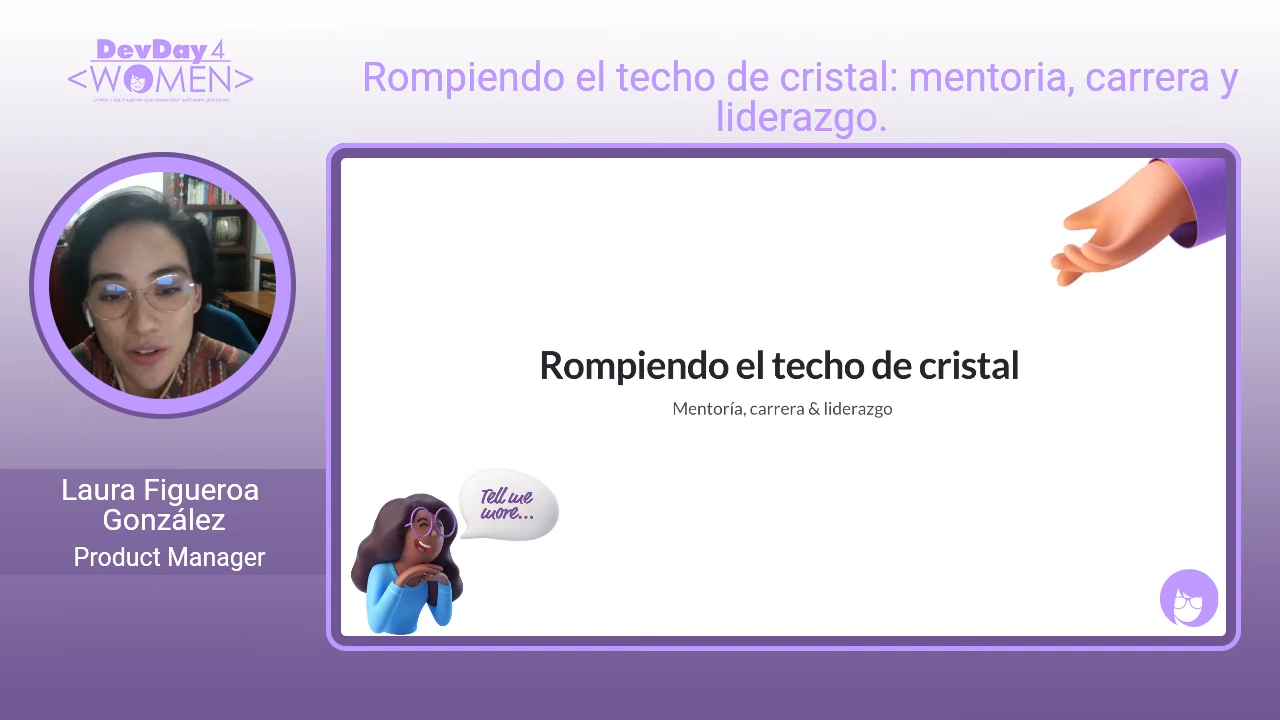 DevDay 4
<WOMEN>
Rompiendo el techo de cristal: mentoria, carrera y
liderazgo.
Rompiendo el techo de cristal
Mentoría, carrera & liderazgo
Tell me
more...
Laura Figueroa
González
Product Manager